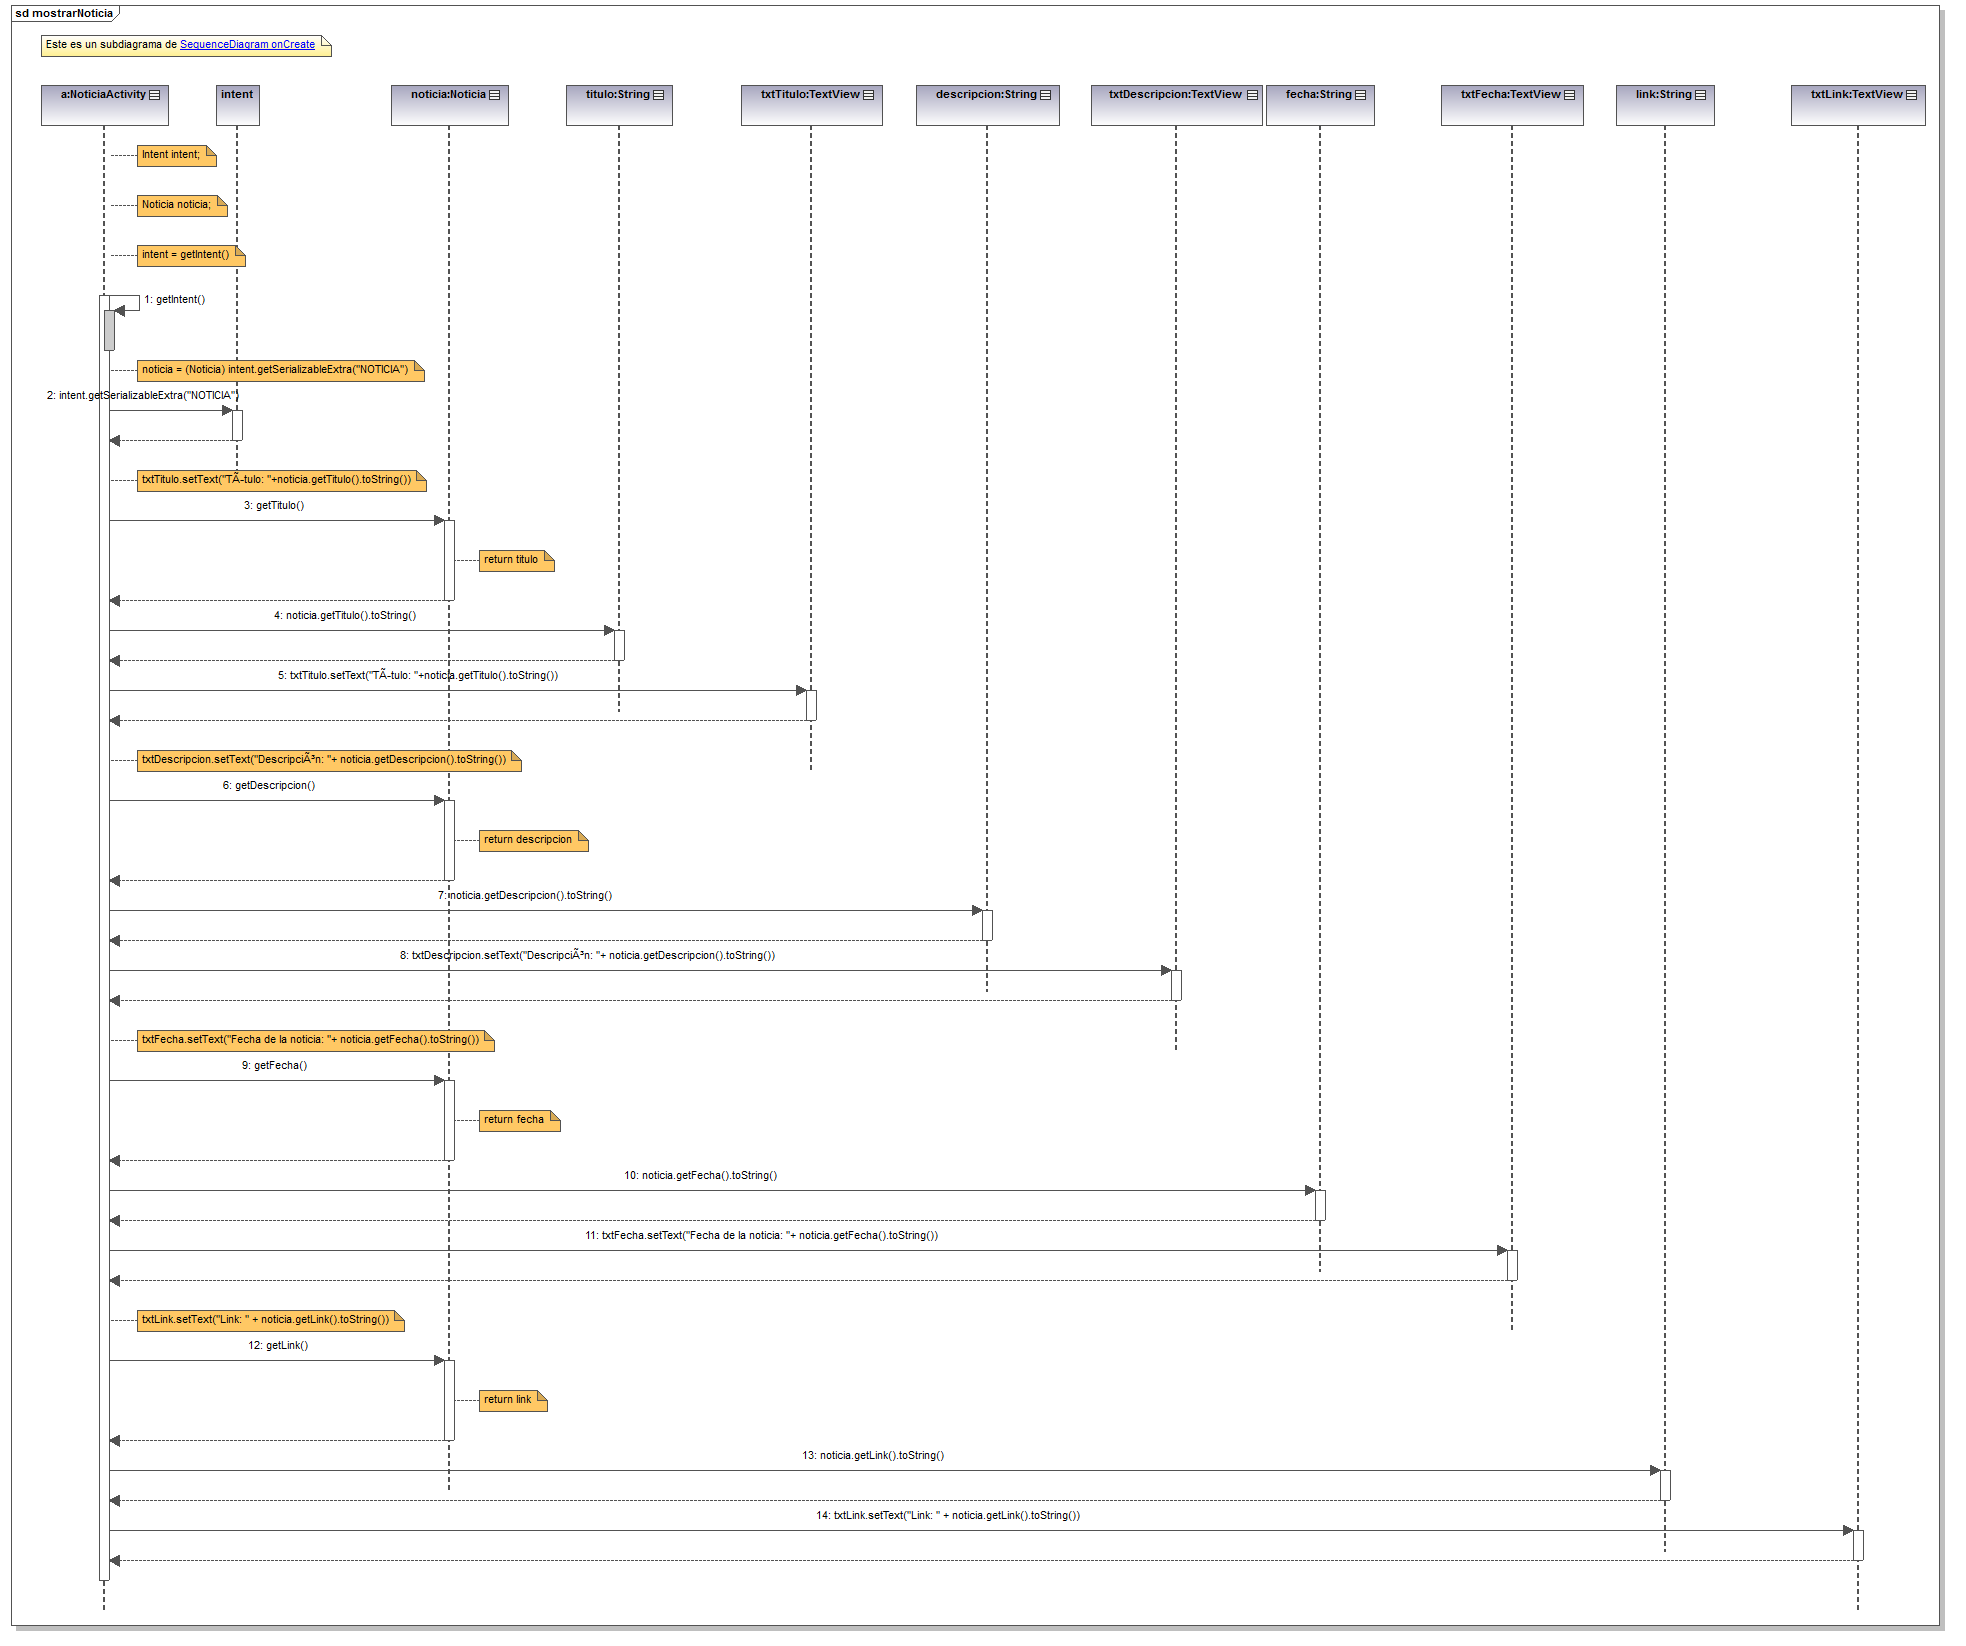 sd mostrarNoticia
Este es un subdiagrama de SequenceDiagram onCreate
a:NoticiaActivity
intent
noticia:Noticia
titulo:String
txtTitulo:TextView
descripcion:String
txtDescripcion:TextView
fecha:String
txtFecha:TextView
link:String
txtLink:TextView
Intent intent;
Noticia noticia;
intent = getIntent()
1: getIntent()
noticia = (Noticia) intent.getSerializableExtra("NOTICIA")
2: intent.getSerializableExtra("NOTICIA")
txtTitulo.setText("TÃ-tulo: "+noticia.getTitulo().toString())
3: getTitulo()
return titulo
4: noticia.getTitulo().toString()
5: txtTitulo.setText("TÃ-tulo: "+noticia.getTitulo().toString())
txtDescripcion.setText("DescripciÃ³n: "+ noticia.getDescripcion().toString())
6: getDescripcion()
return descripcion
7: noticia.getDescripcion().toString()
8: txtDescripcion.setText("DescripciÃ³n: "+ noticia.getDescripcion().toString())
txtFecha.setText("Fecha de la noticia: "+ noticia.getFecha().toString())
9: getFecha()
return fecha
10: noticia.getFecha().toString()
11: txtFecha.setText("Fecha de la noticia: "+ noticia.getFecha().toString())
txtLink.setText("Link: " + noticia.getLink().toString())
12: getLink()
return link
13: noticia.getLink().toString()
14: txtLink.setText("Link: " + noticia.getLink().toString())